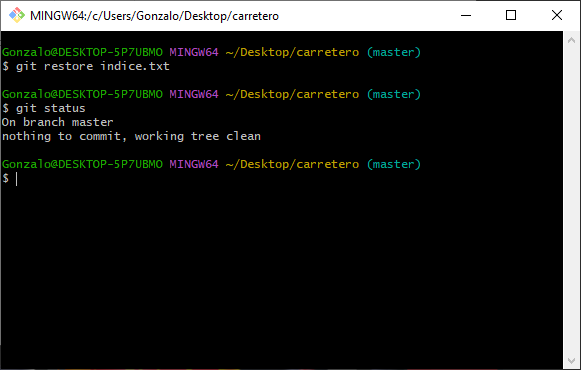 MINGW64:/c/Users/Gonzalo/Desktop/carretero
Gonzalo@DESKTOP-5P7UBMO MINGW64 ~/Desktop/carretero (master)
$ git restore indice.txt
Gonzalo@DESKTOP-5P7UBMO MINGW64 ~/Desktop/carretero (master)
$ git status
On branch master
nothing to commit, working tree clean
Gonzalo@DESKTOP-5P7UBMO MINGW64 ~/Desktop/carretero (master)
$